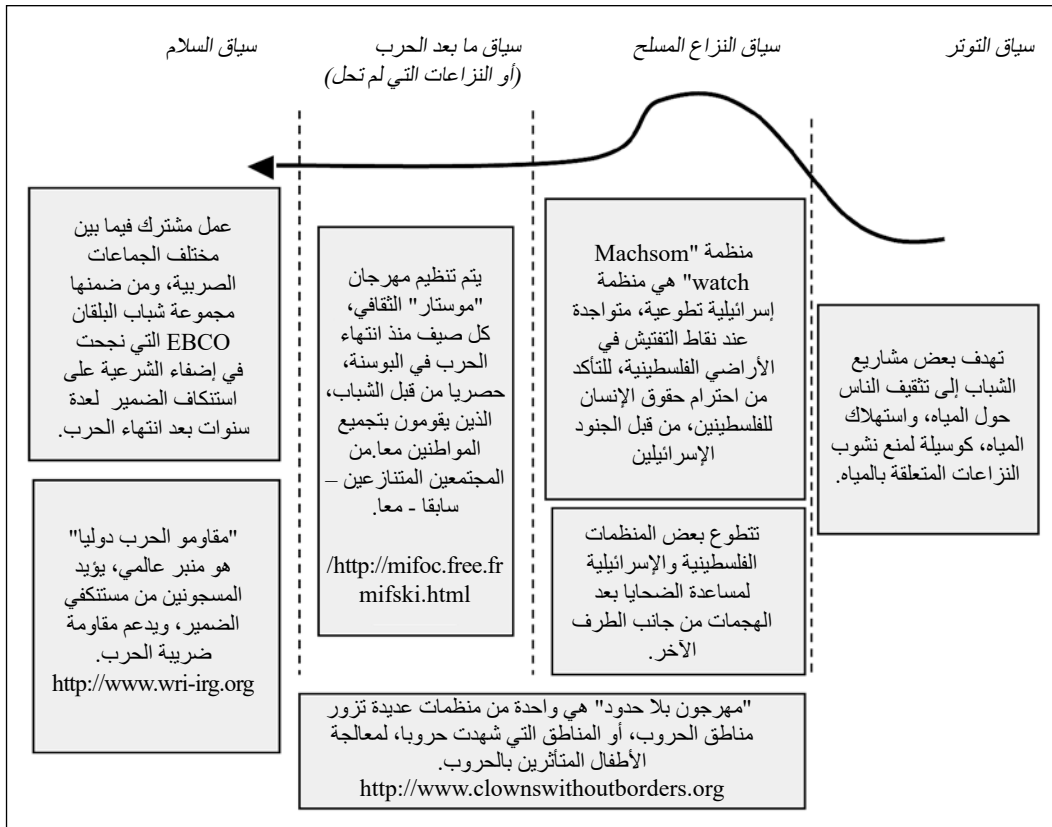 سياق التوتر
سياق النزاع المسلح
سياق ما بعد الحرب
(أو النزاعات التي لم تحل)
سياق السلام
تهدف بعض مشاريع
الشباب إلى تثقيف الناس
حول المياه، واستهلاك
المياه، كوسيلة لمنع نشوب
النزاعات المتعلقة بالمياه.
منظمة "Machsom
watch" هي منظمة
إسرائيلية تطوعية، متواجدة
عند نقاط التفتيش في
الأراضي الفلسطينية، للتأكد
من احترام حقوق الإنسان
للفلسطينين، من قبل الجنود
الإسرائيلين
تتطوع بعض المنظمات
الفلسطينية والإسرائيلية
لمساعدة الضحايا بعد
الهجمات من جانب الطرف
الآخر.
يتم تنظيم مهرجان
"موستار" الثقافي،
كل صيف منذ انتهاء
الحرب في البوسنة،
حصريا من قبل الشباب،
الذين يقومون بتجميع
المواطنين معا.من
المجتمعين المتنازعين –
سابقا - معا.
http://mifoc.free.fr/
mifski.html
عمل مشترك فيما بين
مختلف الجماعات
الصربية، ومن ضمنها
مجموعة شباب البلقان
EBCO التي نجحت
في إضفاء الشرعية على
استنكاف الضمير لعدة
سنوات بعد انتهاء الحرب.
"مقاومو الحرب دوليا"
هو منبر عالمي، يؤيد
المسجونين من مستنكفي
الضمير، ويدعم مقاومة
ضريبة الحرب.
http://www.wri-irg.org
"مهرجون بلا حدود" هي واحدة من منظمات عديدة تزور
مناطق الحروب، أو المناطق التي شهدت حروبا، لمعالجة
الأطفال المتأثرين بالحروب.
http://www.clownswithoutborders.org